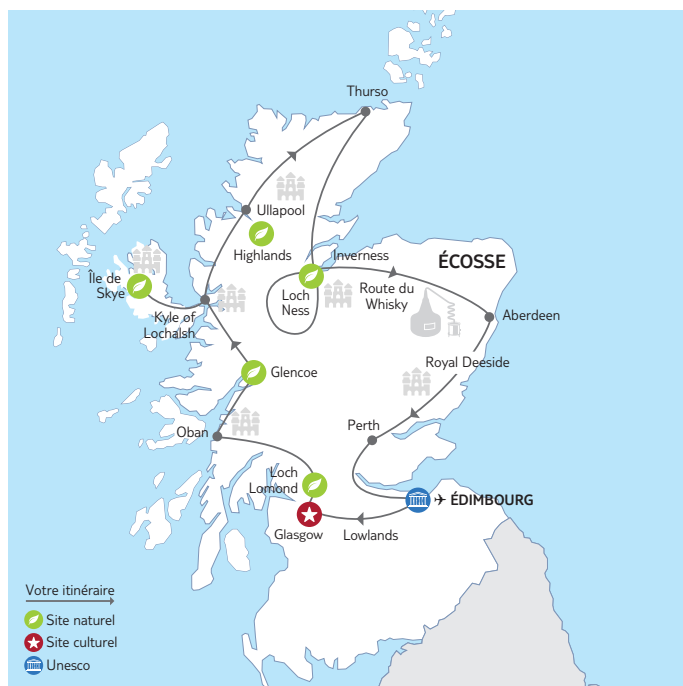 Thurso
Ullapool
Highlands
Inverness
ÉCOSSE
Île de
Skye
Loch
Ness
Route du
Whisky
Kyle of
Lochalsh
Aberdeen
Royal Deeside
Glencoe
Oban
Perth
Loch
Lomond
ÉDIMBOURG
Glasgow
Lowlands
Votre itinéraire
Site naturel
Site culturel
Unesco